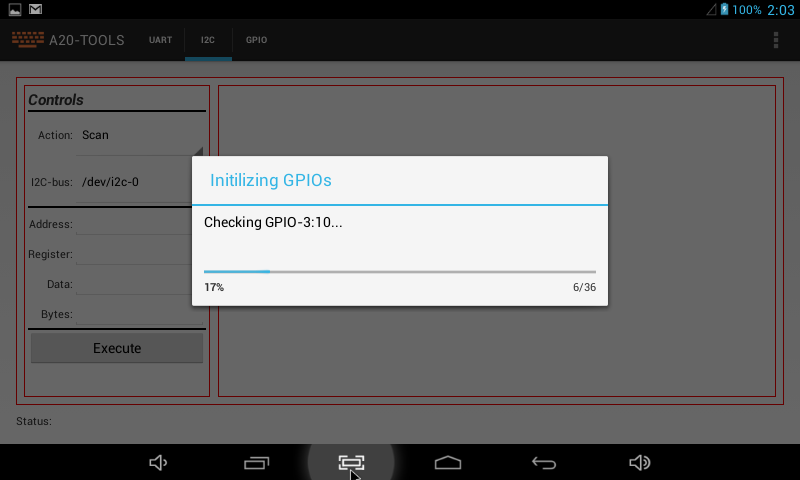 100% 2:03
A20-TOOLS UART I2C GPIO
Controls
Action: Scan
I2C-bus: /dev/i2c-0
Address:
Register:
Data:
Bytes:
Execute
Initilizing GPIOs
Checking GPIO-3:10...
17% 6/36
Status: